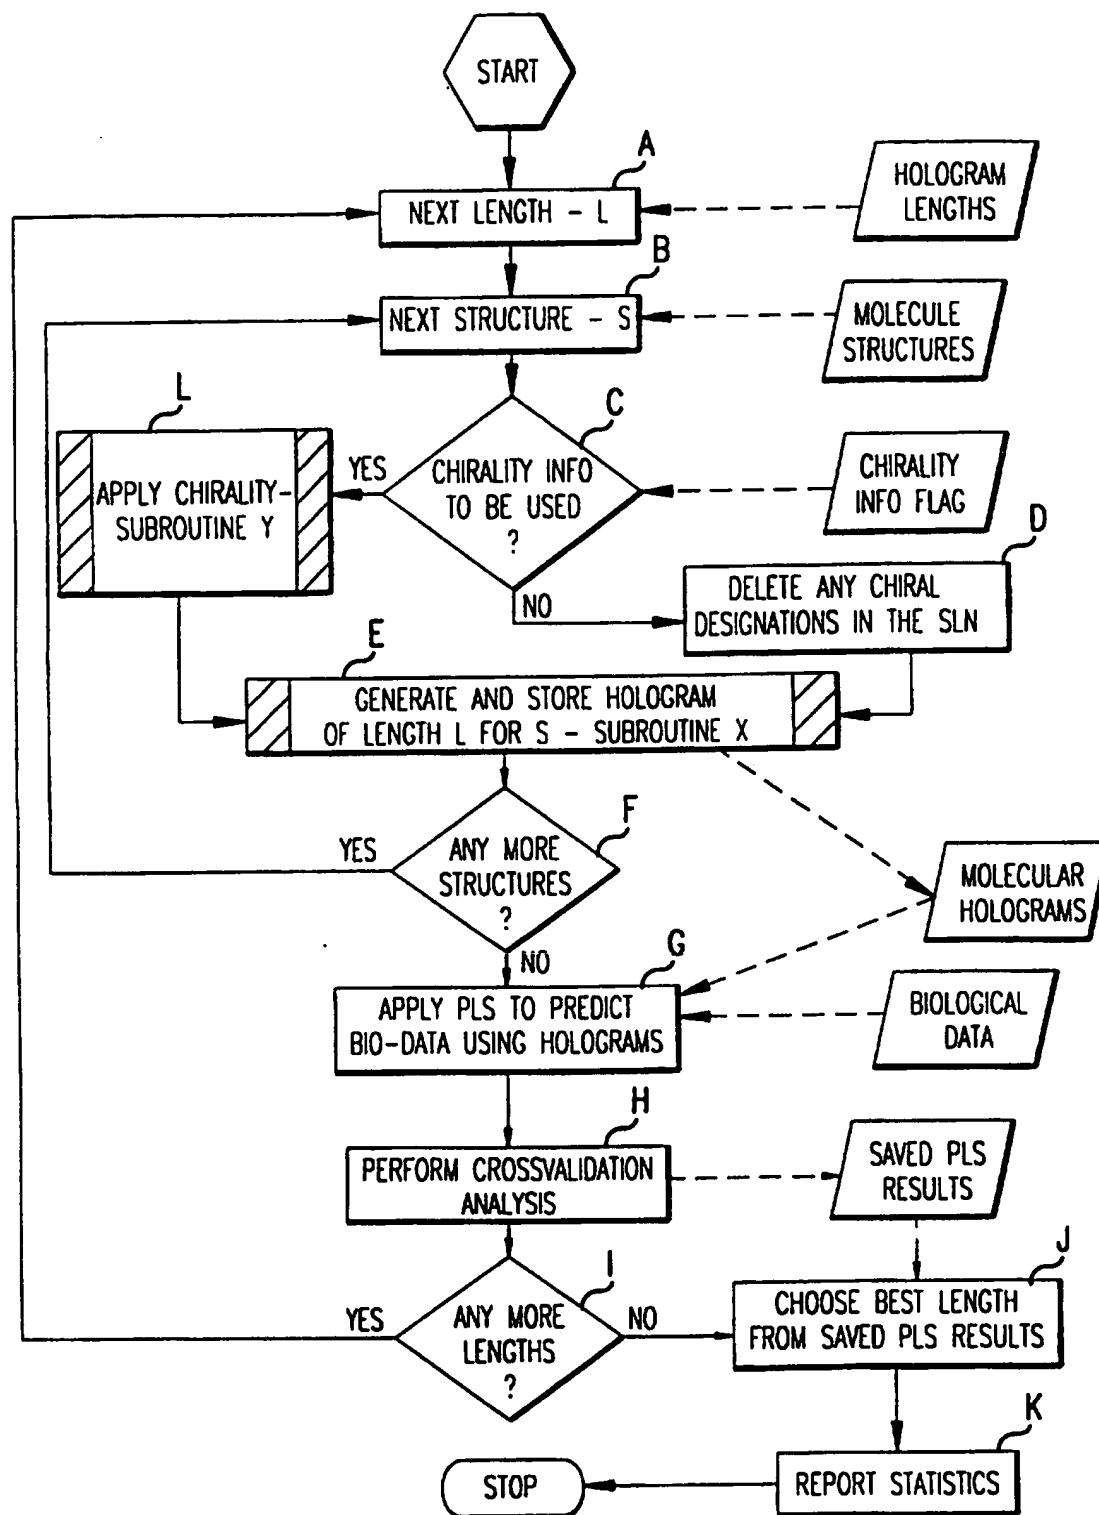 START
A
NEXT LENGTH - L
HOLOGRAM
LENGTHS
B
NEXT STRUCTURE - S
MOLECULE
STRUCTURES
L
C
APPLY CHIRALITY-
SUBROUTINE Y
YES
CHIRALITY INFO
TO BE USED
?
CHIRALITY
INFO FLAG
D
NO
DELETE ANY CHIRAL
DESIGNATIONS IN THE SLN
E
GENERATE AND STORE HOLOGRAM
OF LENGTH L FOR S - SUBROUTINE X
F
YES
ANY MORE
STRUCTURES
?
MOLECULAR
HOLOGRAMS
NO
G
APPLY PLS TO PREDICT
BIO-DATA USING HOLOGRAMS
BIOLOGICAL
DATA
H
PERFORM CROSSVALIDATION
ANALYSIS
SAVED PLS
RESULTS
I
YES
ANY MORE
LENGTHS
?
NO
J
CHOOSE BEST LENGTH
FROM SAVED PLS RESULTS
K
REPORT STATISTICS
STOP